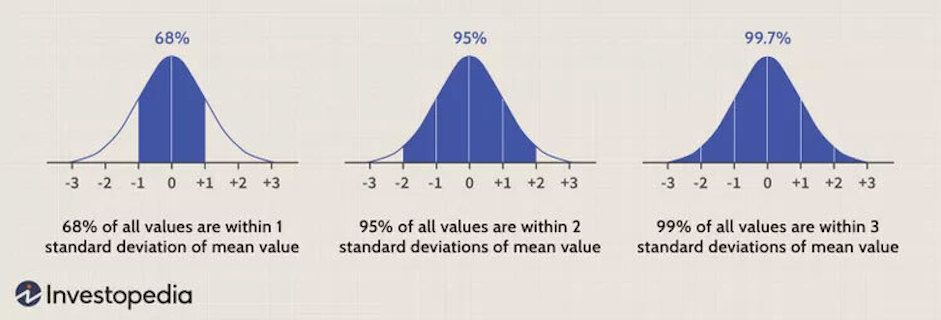 68%
95%
99.7%
-3 -2 -1 0 +1 +2 +3
-3 -2 -1 0 +1 +2 +3
-3 -2 -1 0 +1 +2 +3
68% of all values are within 1
standard deviation of mean value
95% of all values are within 2
standard deviations of mean value
99% of all values are within 3
standard deviations of mean value
Investopedia